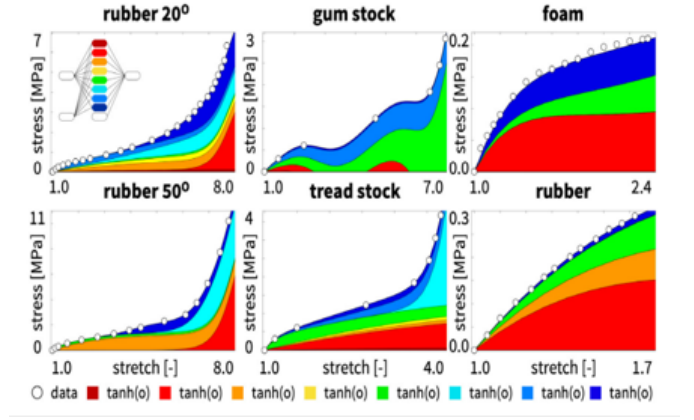 rubber 20⁰ gum stock foam
7 3 0.2
stress [MPa] stress [MPa] stress [MPa]
0 0 0.0
1.0 8.0 1.0 7.0 1.0 2.4
rubber 50⁰ tread stock rubber
11 4 0.3
stress [MPa] stress [MPa] stress [MPa]
0 0 0.0
1.0 stretch [-] 8.0 1.0 stretch [-] 4.0 1.0 stretch [-] 1.7
data tanh(o) tanh(o) tanh(o) tanh(o) tanh(o) tanh(o) tanh(o) tanh(o)